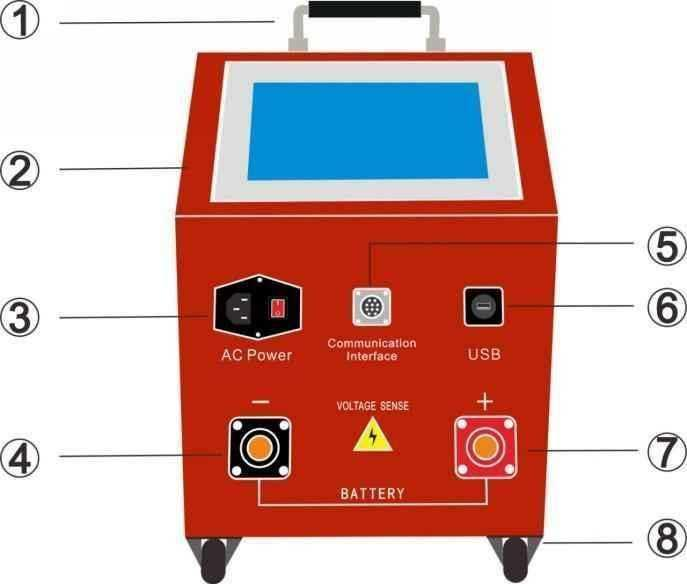 ①
②
⑤
③
⑥
AC Power
Communication
Interface
USB
−
VOLTAGE SENSE
+
④
⑦
BATTERY
⑧